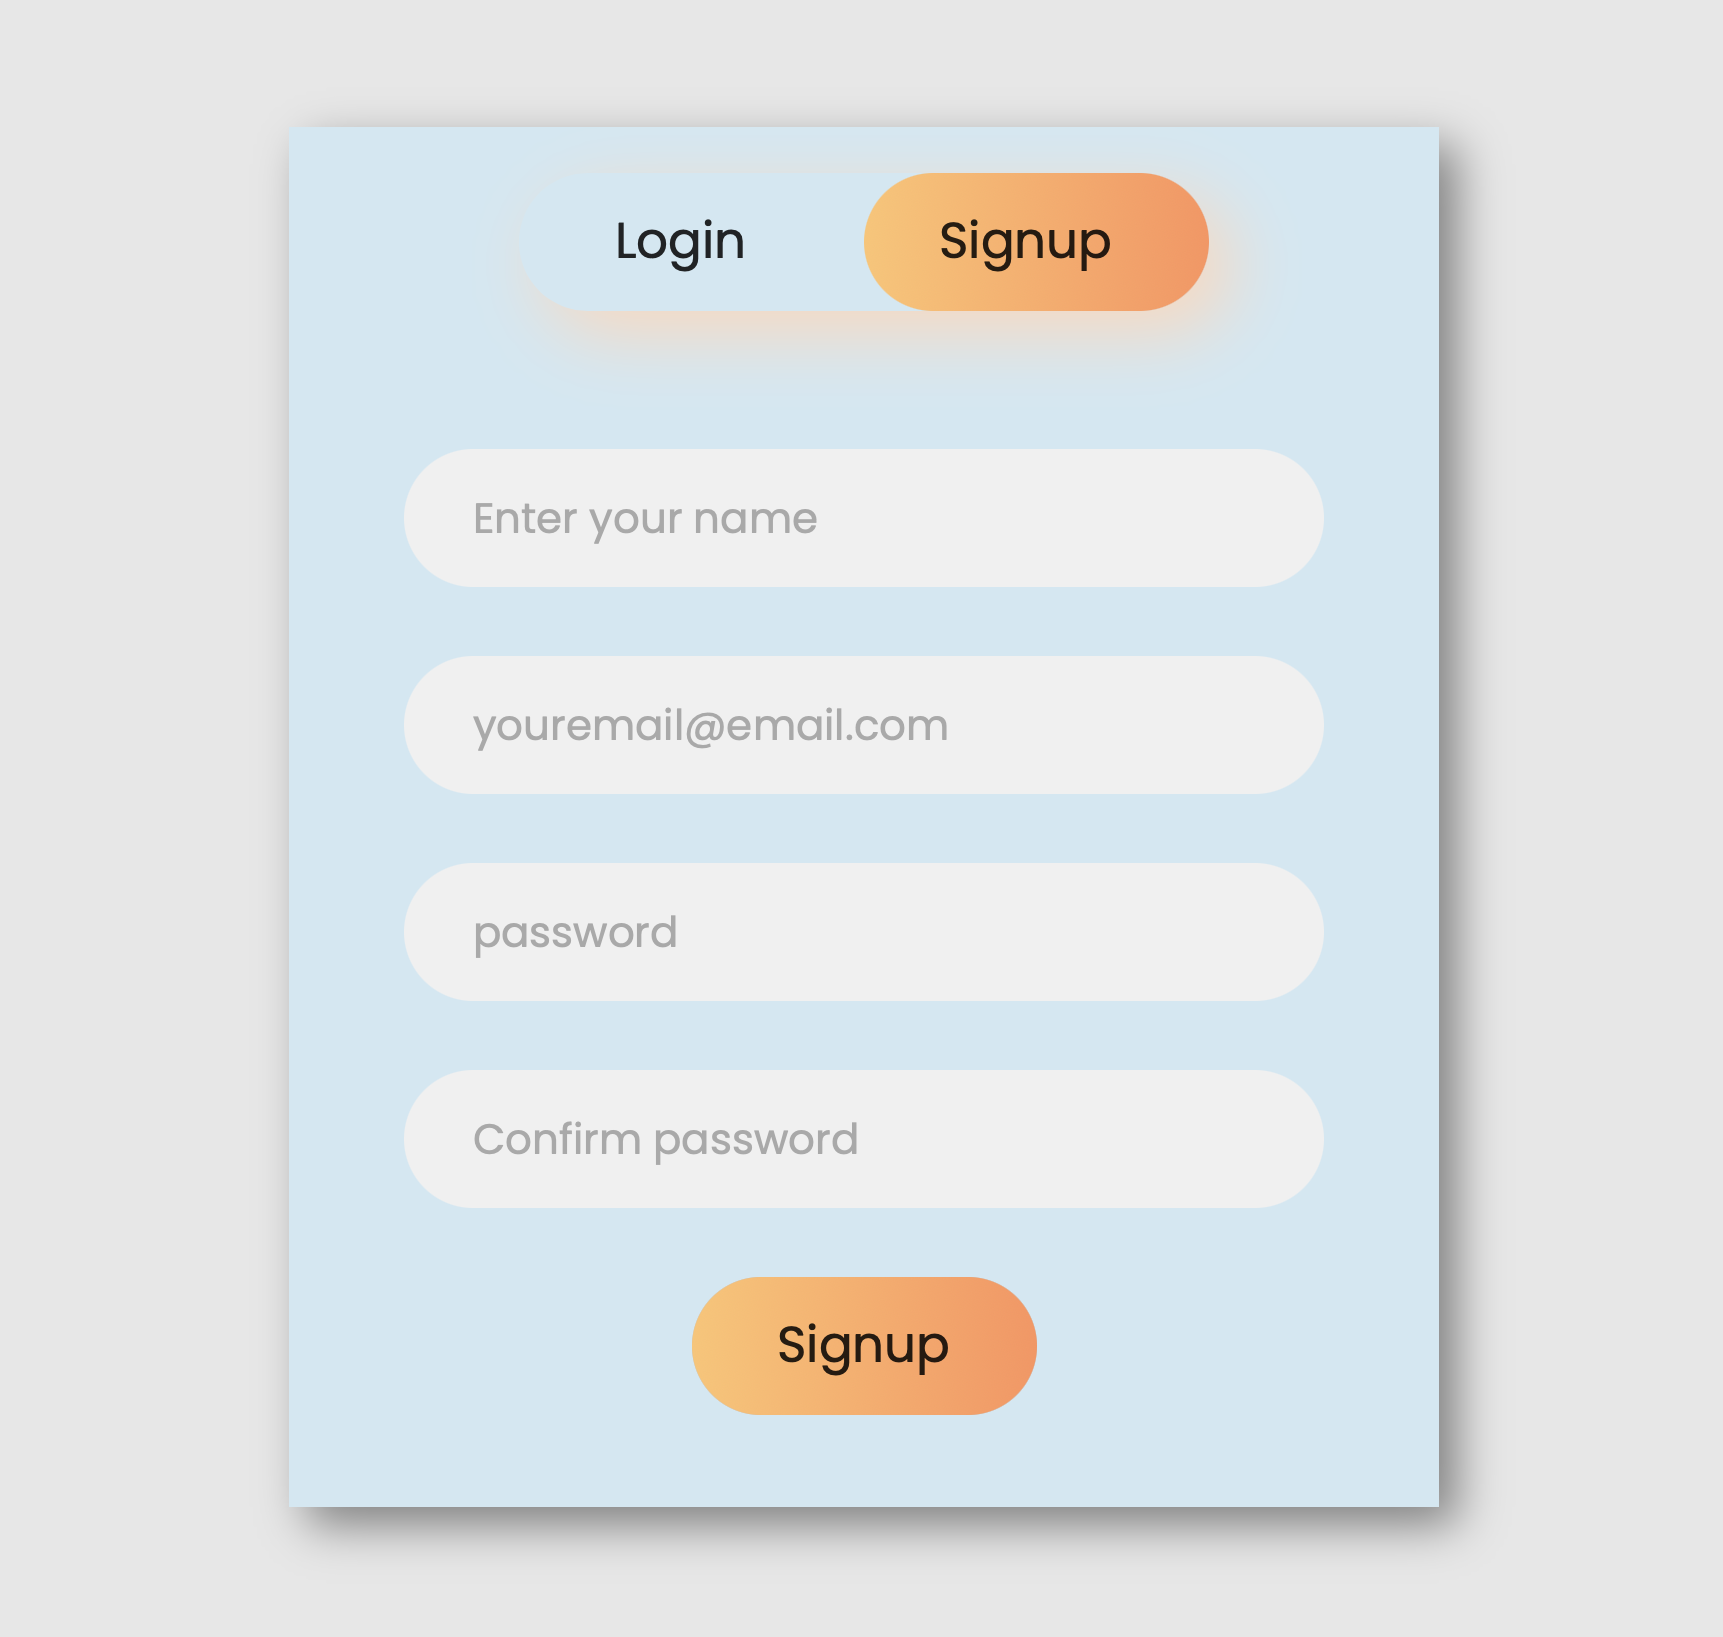 Login
Signup
Enter your name
youremail@email.com
password
Confirm password
Signup